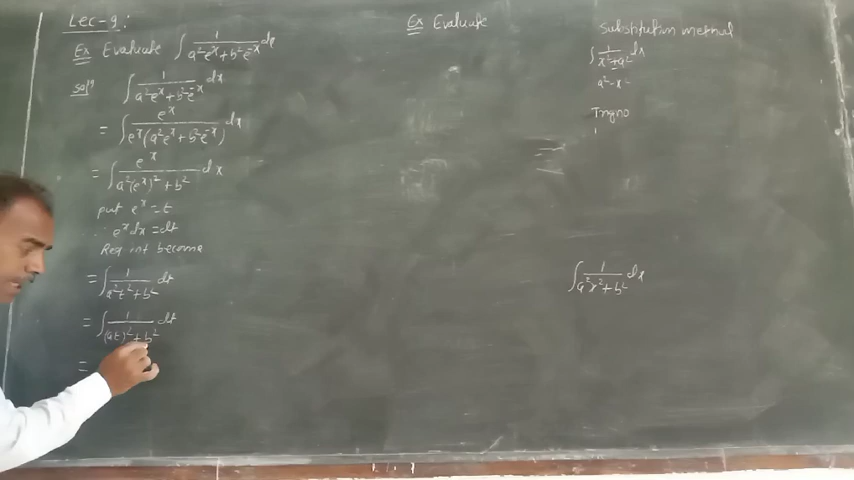 Lec-9:
Ex Evaluate ∫ 1/(a²eˣ+b²e⁻ˣ) dx
solⁿ ∫ 1/(a²eˣ+b²e⁻ˣ) dx
= ∫ eˣ/(eˣ(a²eˣ+b²e⁻ˣ)) dx
= ∫ eˣ/(a²(eˣ)²+b²) dx
put eˣ=t
∴ eˣdx=dt
Req int become
= ∫ 1/(a²t²+b²) dt
= ∫ 1/((at)²+b²) dt
=
Ex Evaluate
Substitution method
∫ 1/(x²+a²) dx
a²-x²
Trigno
∫ 1/(a²x²+b²) dx